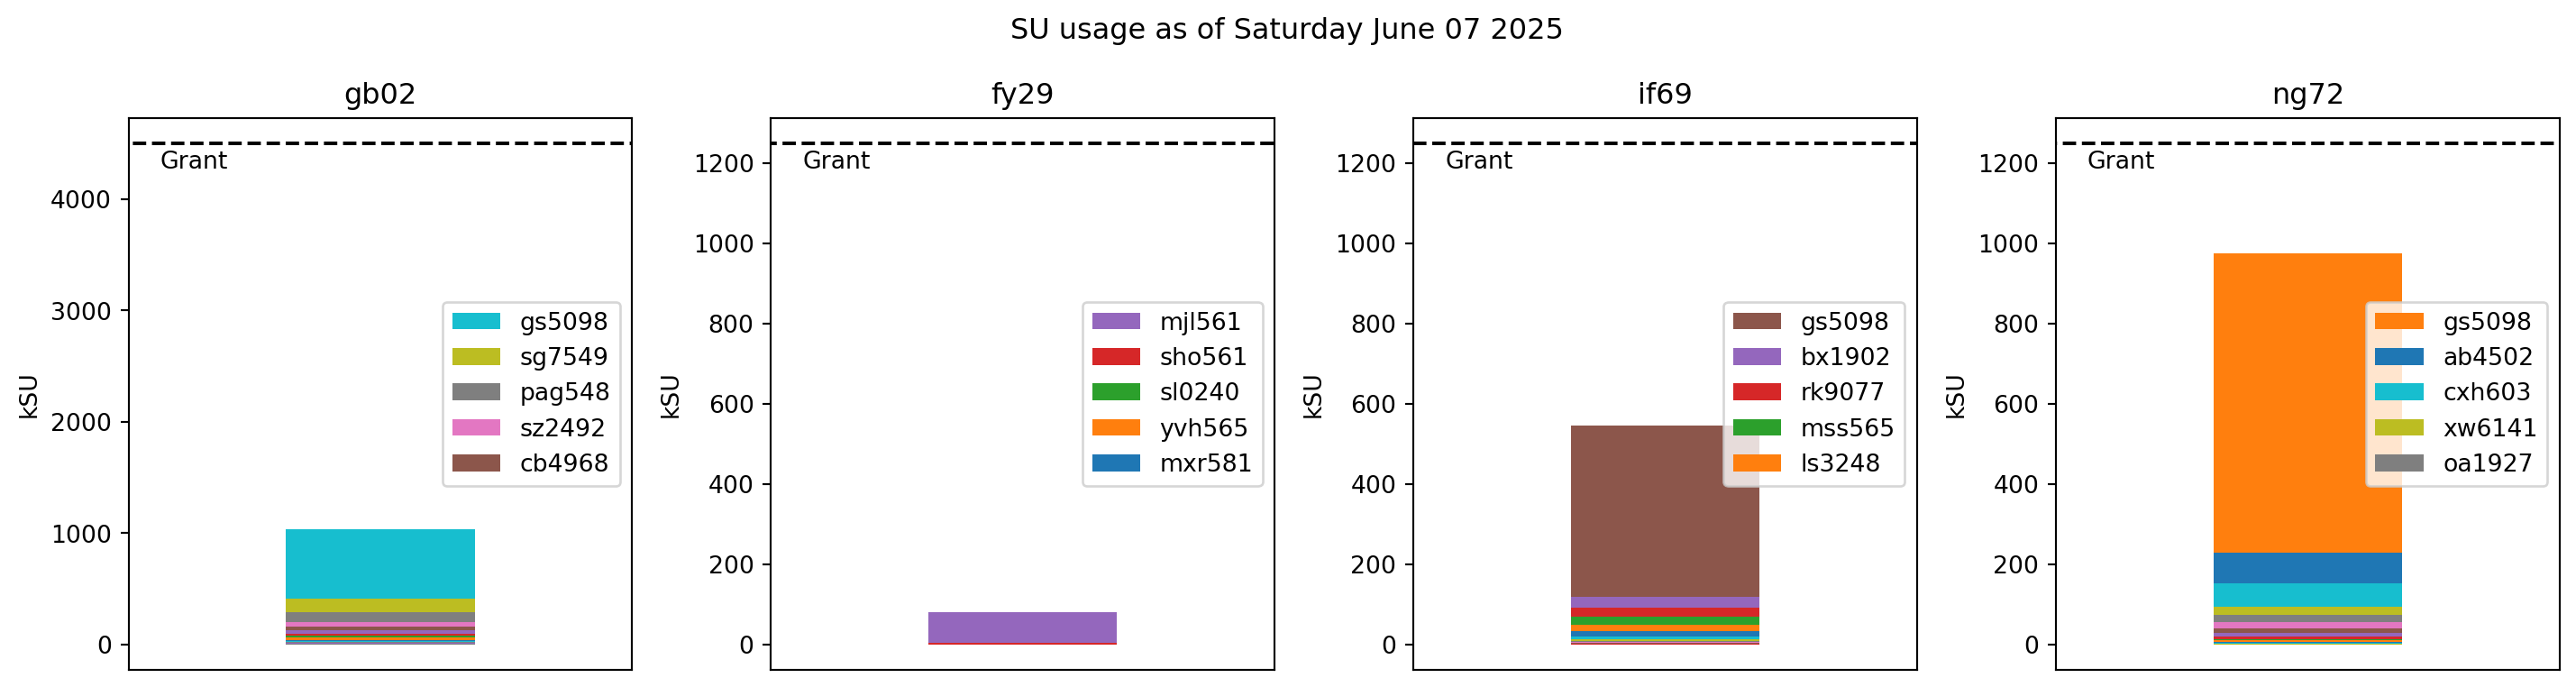 SU usage as of Saturday June 07 2025
gb02
kSU
4000
3000
2000
1000
0
Grant
gs5098
sg7549
pag548
sz2492
cb4968
fy29
kSU
1200
1000
800
600
400
200
0
Grant
mjl561
sho561
sl0240
yvh565
mxr581
if69
kSU
1200
1000
800
600
400
200
0
Grant
gs5098
bx1902
rk9077
mss565
ls3248
ng72
kSU
1200
1000
800
600
400
200
0
Grant
gs5098
ab4502
cxh603
xw6141
oa1927